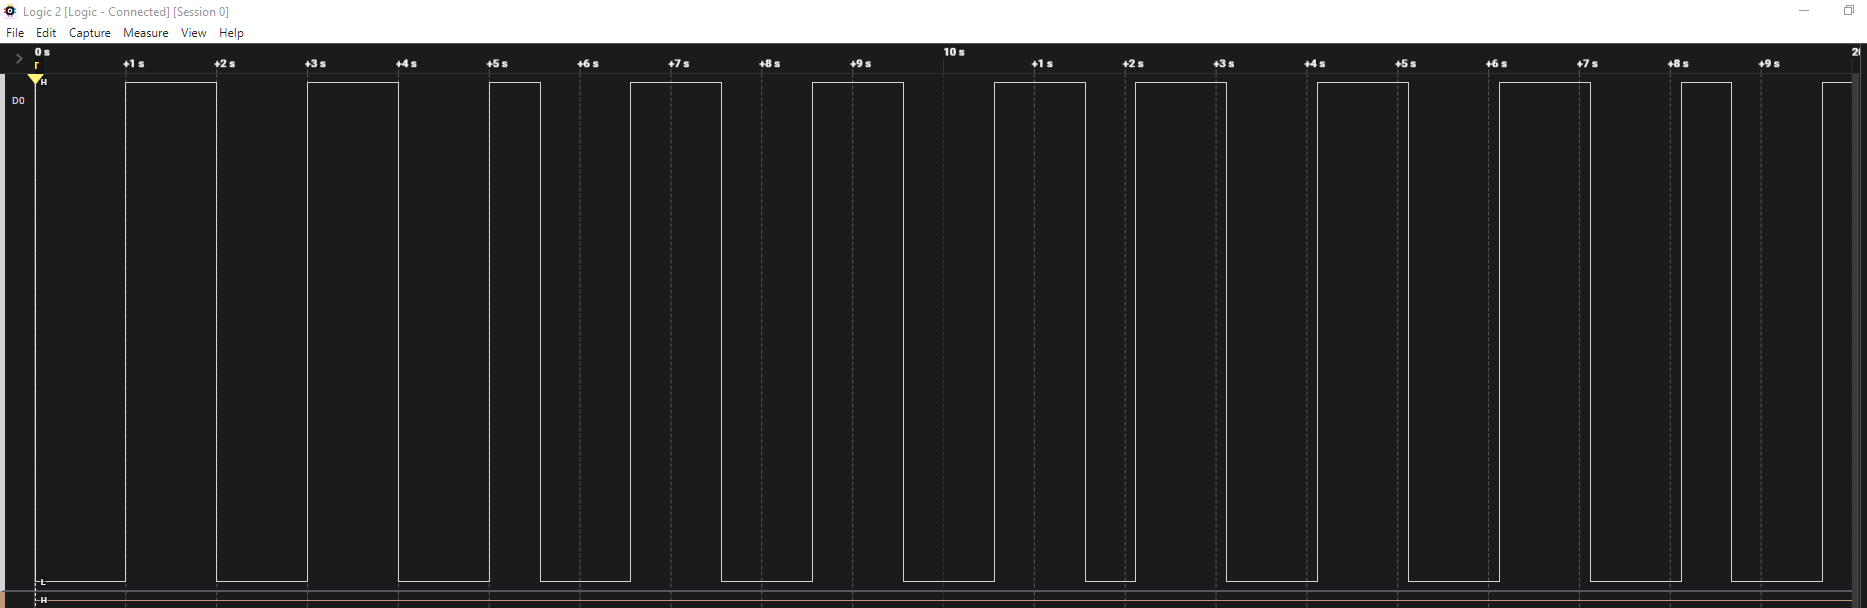 Logic 2 [Logic - Connected] [Session 0]
File Edit Capture Measure View Help
0 s 10 s
+1 s +2 s +3 s +4 s +5 s +6 s +7 s +8 s +9 s +1 s +2 s +3 s +4 s +5 s +6 s +7 s +8 s +9 s
H
D0
L
H